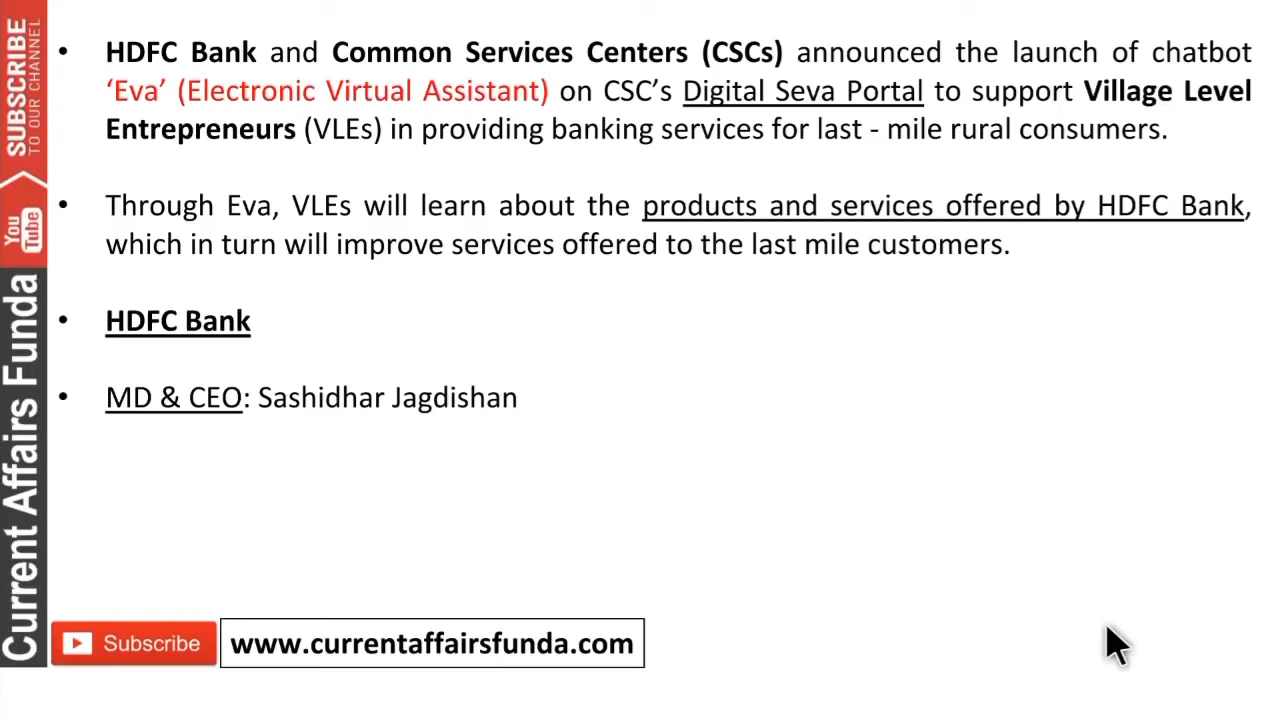 SUBSCRIBE
TO OUR CHANNEL
You
Tube
Current Affairs Funda
• HDFC Bank and Common Services Centers (CSCs) announced the launch of chatbot
‘Eva’ (Electronic Virtual Assistant) on CSC’s Digital Seva Portal to support Village Level
Entrepreneurs (VLEs) in providing banking services for last - mile rural consumers.
• Through Eva, VLEs will learn about the products and services offered by HDFC Bank,
which in turn will improve services offered to the last mile customers.
• HDFC Bank
• MD & CEO: Sashidhar Jagdishan
Subscribe
www.currentaffairsfunda.com